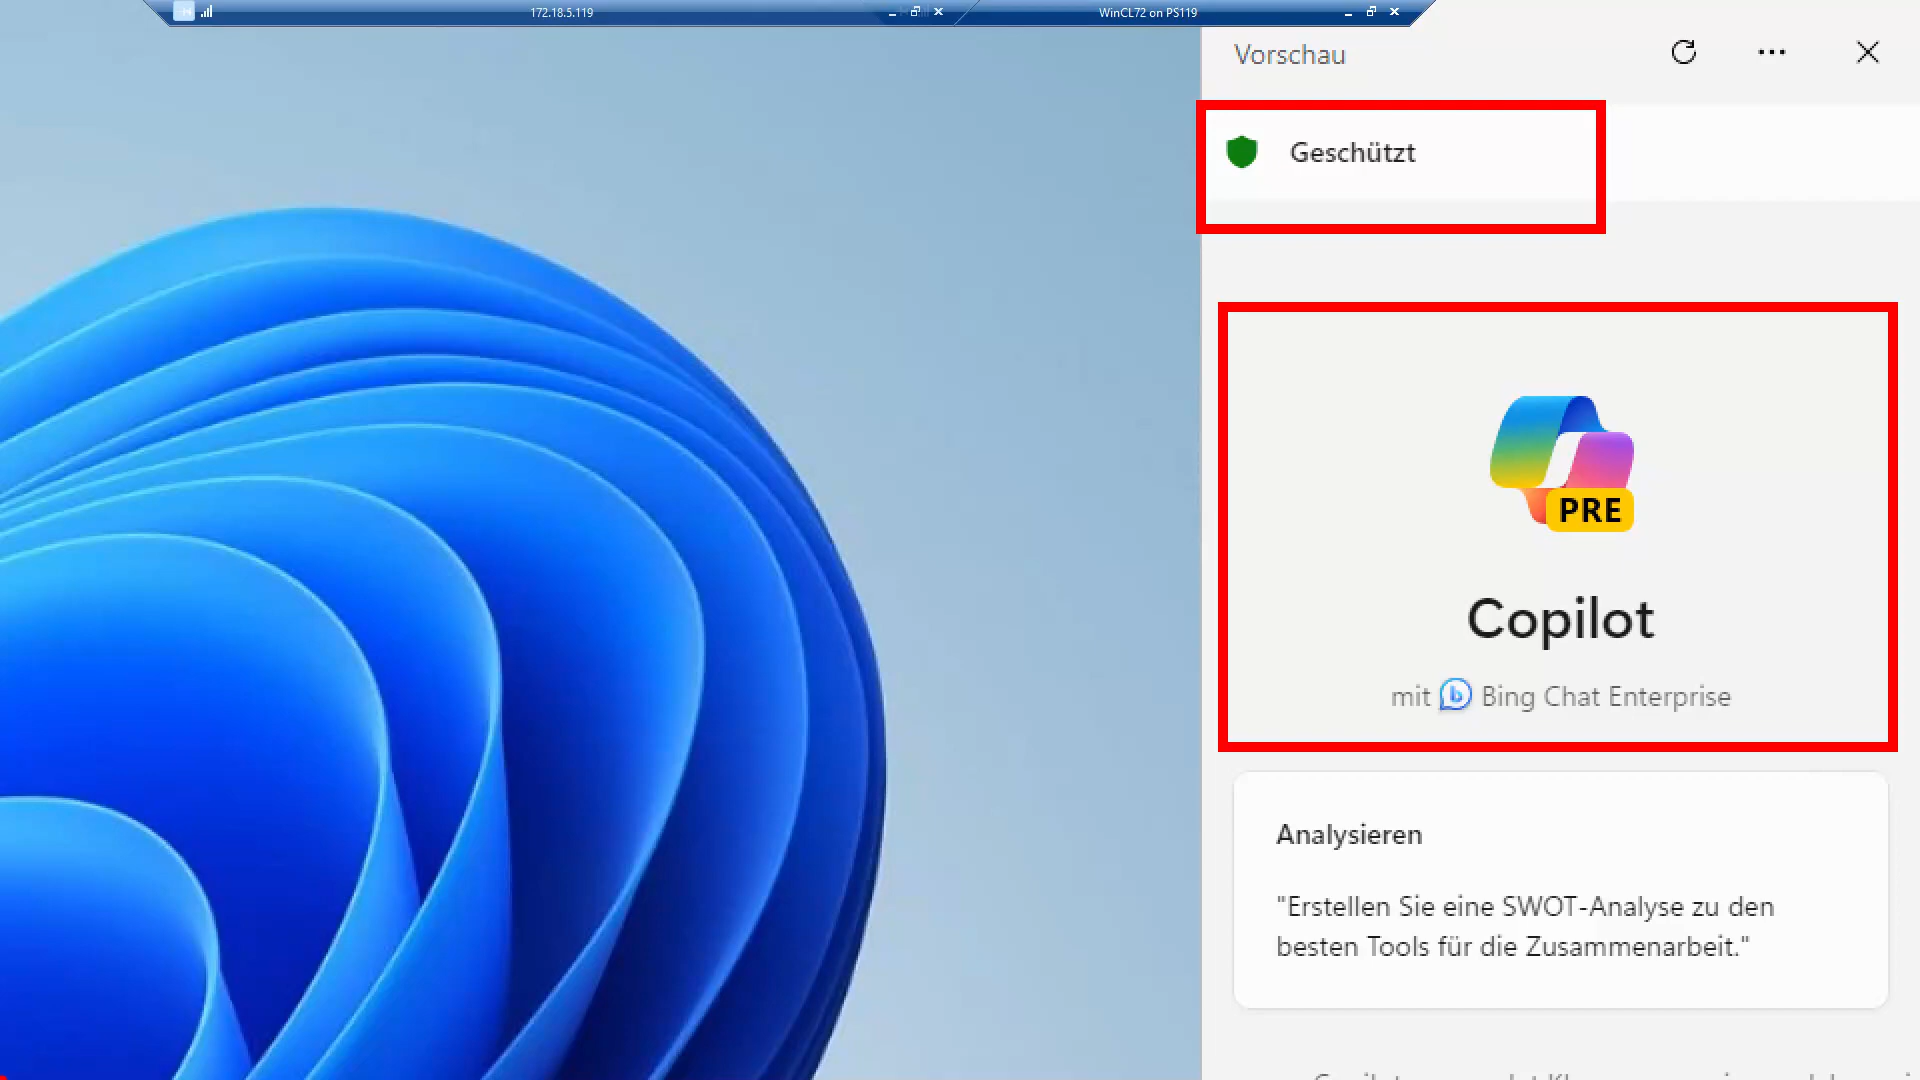 172.18.5.119
WinCL72 on PS119
Vorschau
Geschützt
PRE
Copilot
mit b Bing Chat Enterprise
Analysieren
"Erstellen Sie eine SWOT-Analyse zu den
besten Tools für die Zusammenarbeit."